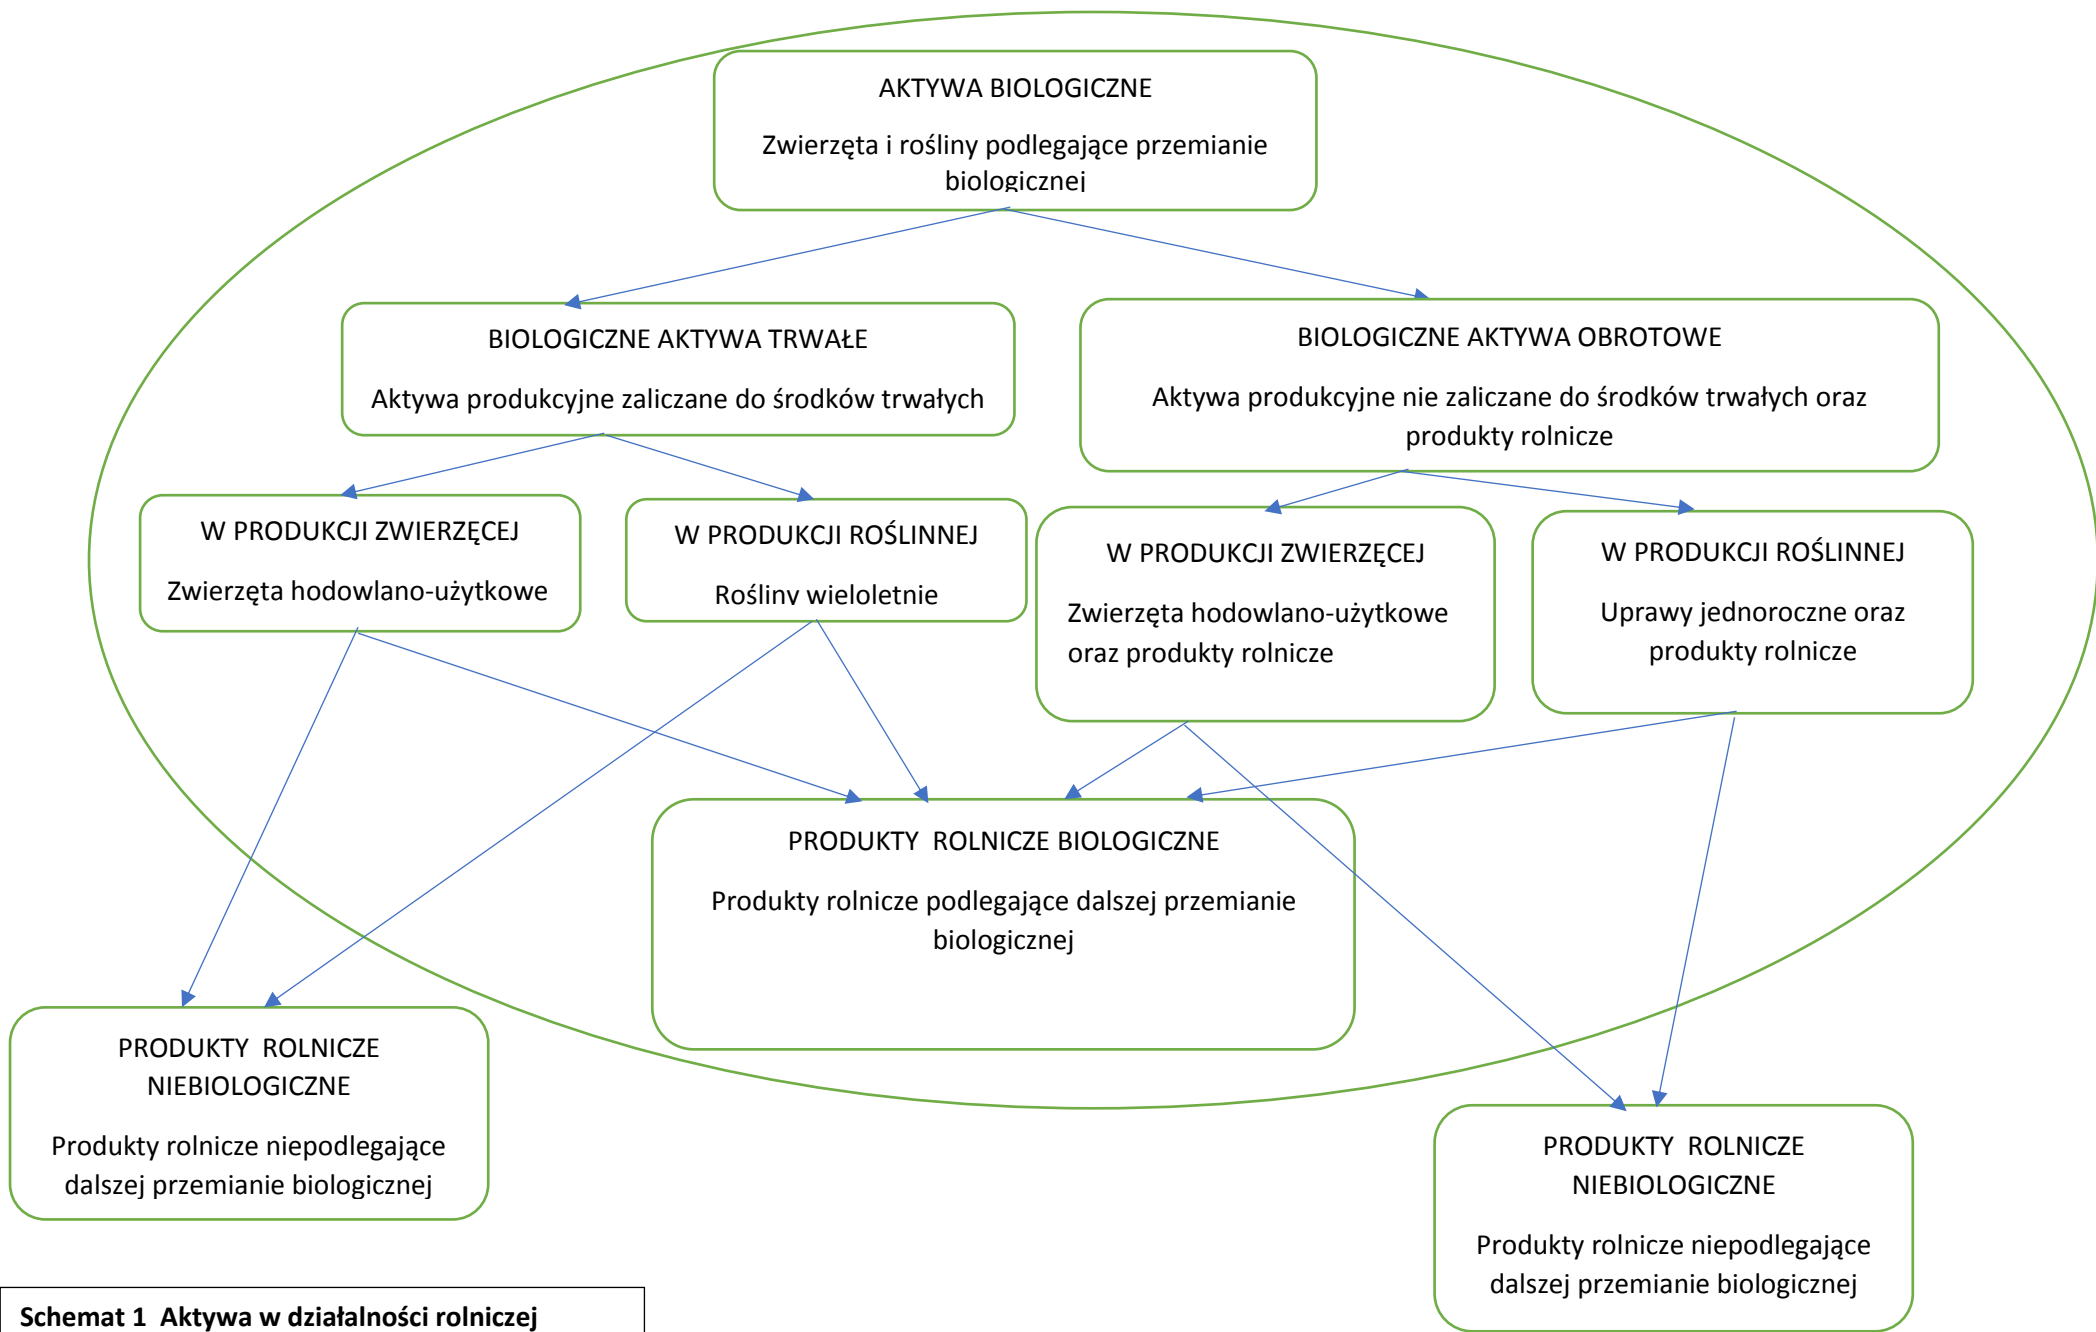 AKTYWA BIOLOGICZNE
Zwierzęta i rośliny podlegające przemianie
biologicznej
BIOLOGICZNE AKTYWA TRWAŁE
Aktywa produkcyjne zaliczane do środków trwałych
BIOLOGICZNE AKTYWA OBROTOWE
Aktywa produkcyjne nie zaliczane do środków trwałych oraz
produkty rolnicze
W PRODUKCJI ZWIERZĘCEJ
Zwierzęta hodowlano-użytkowe
W PRODUKCJI ROŚLINNEJ
Rośliny wieloletnie
W PRODUKCJI ZWIERZĘCEJ
Zwierzęta hodowlano-użytkowe
oraz produkty rolnicze
W PRODUKCJI ROŚLINNEJ
Uprawy jednoroczne oraz
produkty rolnicze
PRODUKTY  ROLNICZE BIOLOGICZNE
Produkty rolnicze podlegające dalszej przemianie
biologicznej
PRODUKTY  ROLNICZE
NIEBIOLOGICZNE
Produkty rolnicze niepodlegające
dalszej przemianie biologicznej
PRODUKTY  ROLNICZE
NIEBIOLOGICZNE
Produkty rolnicze niepodlegające
dalszej przemianie biologicznej
Schemat 1  Aktywa w działalności rolniczej